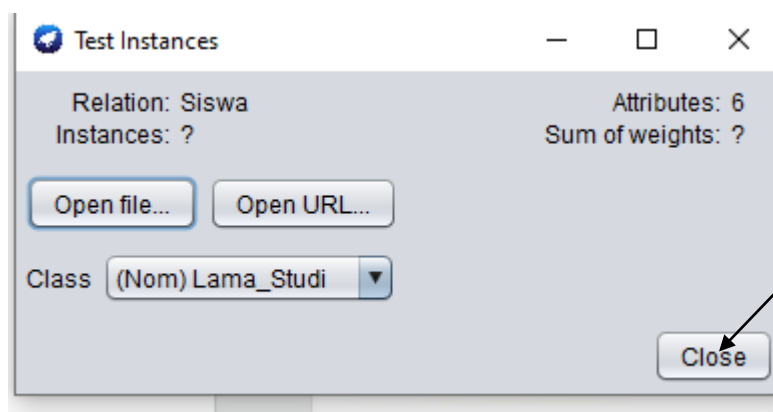 Test Instances
Relation: Siswa
Attributes: 6
Instances: ?
Sum of weights: ?
Open file...
Open URL...
Class (Nom) Lama_Studi
Close